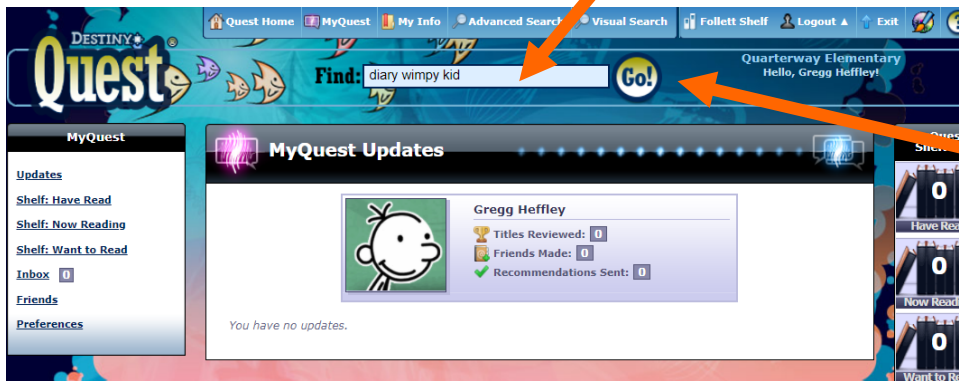 Quest Home MyQuest My Info Advanced Search Visual Search Follett Shelf Logout ▲ Exit
DESTINY
Quest
Find: diary wimpy kid Go!
Quarterway Elementary
Hello, Gregg Heffley!
MyQuest
Updates
Shelf: Have Read
Shelf: Now Reading
Shelf: Want to Read
Inbox 0
Friends
Preferences
MyQuest Updates
Gregg Heffley
Titles Reviewed: 0
Friends Made: 0
Recommendations Sent: 0
You have no updates.
0
Have Rea
0
Now Readi
0
Want to Re